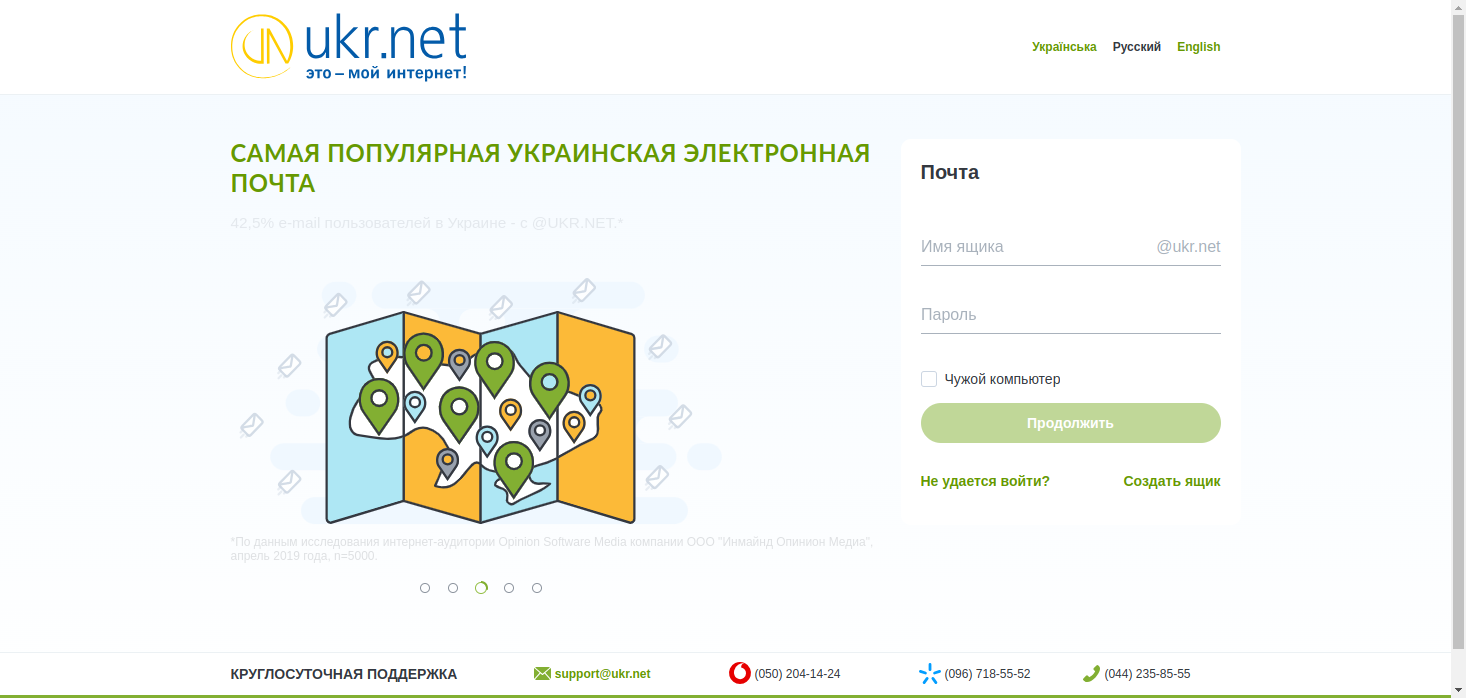 ukr.net
это – мой интернет!
Українська Русский English
САМАЯ ПОПУЛЯРНАЯ УКРАИНСКАЯ ЭЛЕКТРОННАЯ
ПОЧТА
42,5% e-mail пользователей в Украине - с @UKR.NET.*
*По данным исследования интернет-аудитории Opinion Software Media компании ООО "Инмайнд Опинион Медиа",
апрель 2019 года, n=5000.
Почта
Имя ящика @ukr.net
Пароль
Чужой компьютер
Продолжить
Не удается войти? Создать ящик
КРУГЛОСУТОЧНАЯ ПОДДЕРЖКА support@ukr.net (050) 204-14-24 (096) 718-55-52 (044) 235-85-55